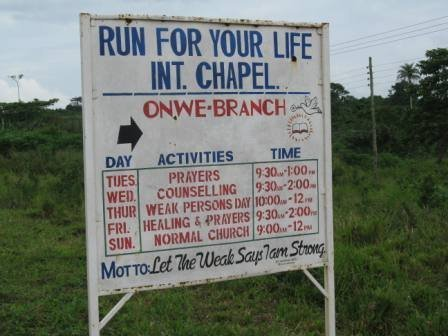 RUN FOR YOUR LIFE
INT. CHAPEL.
ONWE-BRANCH
DAY ACTIVITIES TIME
TUES. PRAYERS 9:30AM-1:00PM
WED. COUNSELLING 9:30AM-2:00PM
THUR WEAK PERSONS DAY 10:00AM-12PM
FRI. HEALING & PRAYERS 9:30AM-2:00PM
SUN. NORMAL CHURCH 9:00AM-12PM
MOTTO:-Let The Weak Says I am Strong.